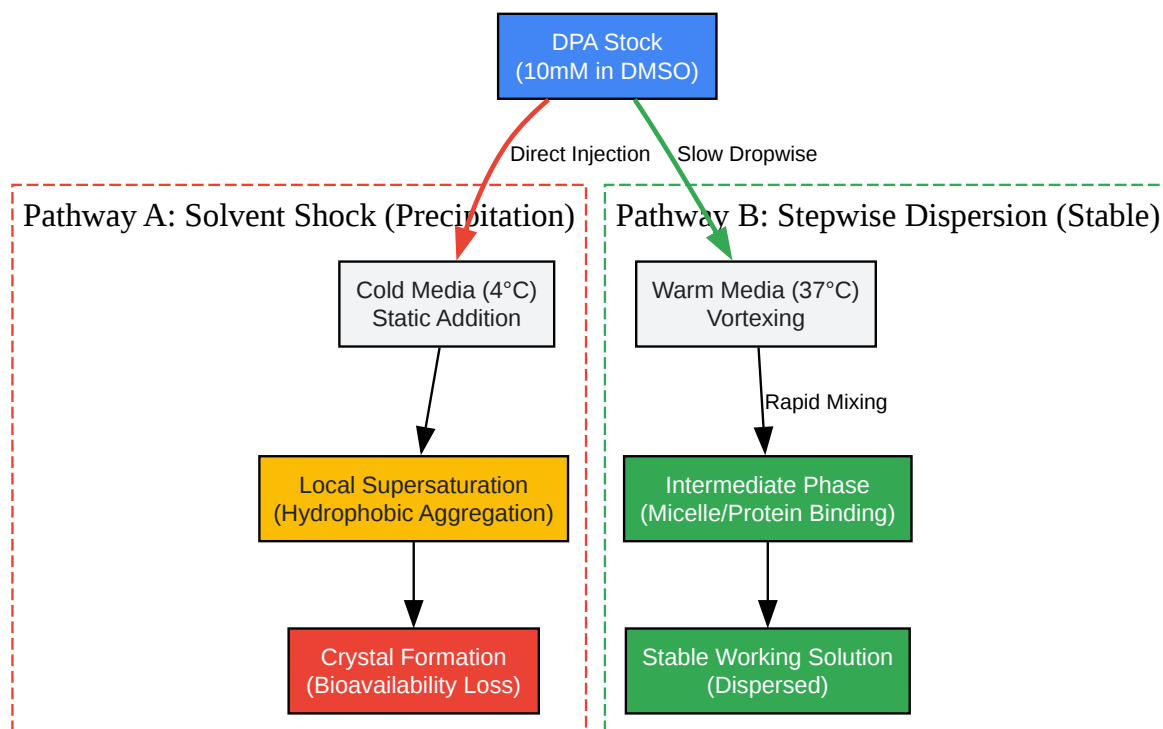 DPA Stock
(10mM in DMSO)
Direct Injection
Slow Dropwise
Pathway A: Solvent Shock (Precipitation)
Pathway B: Stepwise Dispersion (Stable)
Cold Media (4°C)
Static Addition
Warm Media (37°C)
Vortexing
Rapid Mixing
Local Supersaturation
(Hydrophobic Aggregation)
Intermediate Phase
(Micelle/Protein Binding)
Crystal Formation
(Bioavailability Loss)
Stable Working Solution
(Dispersed)